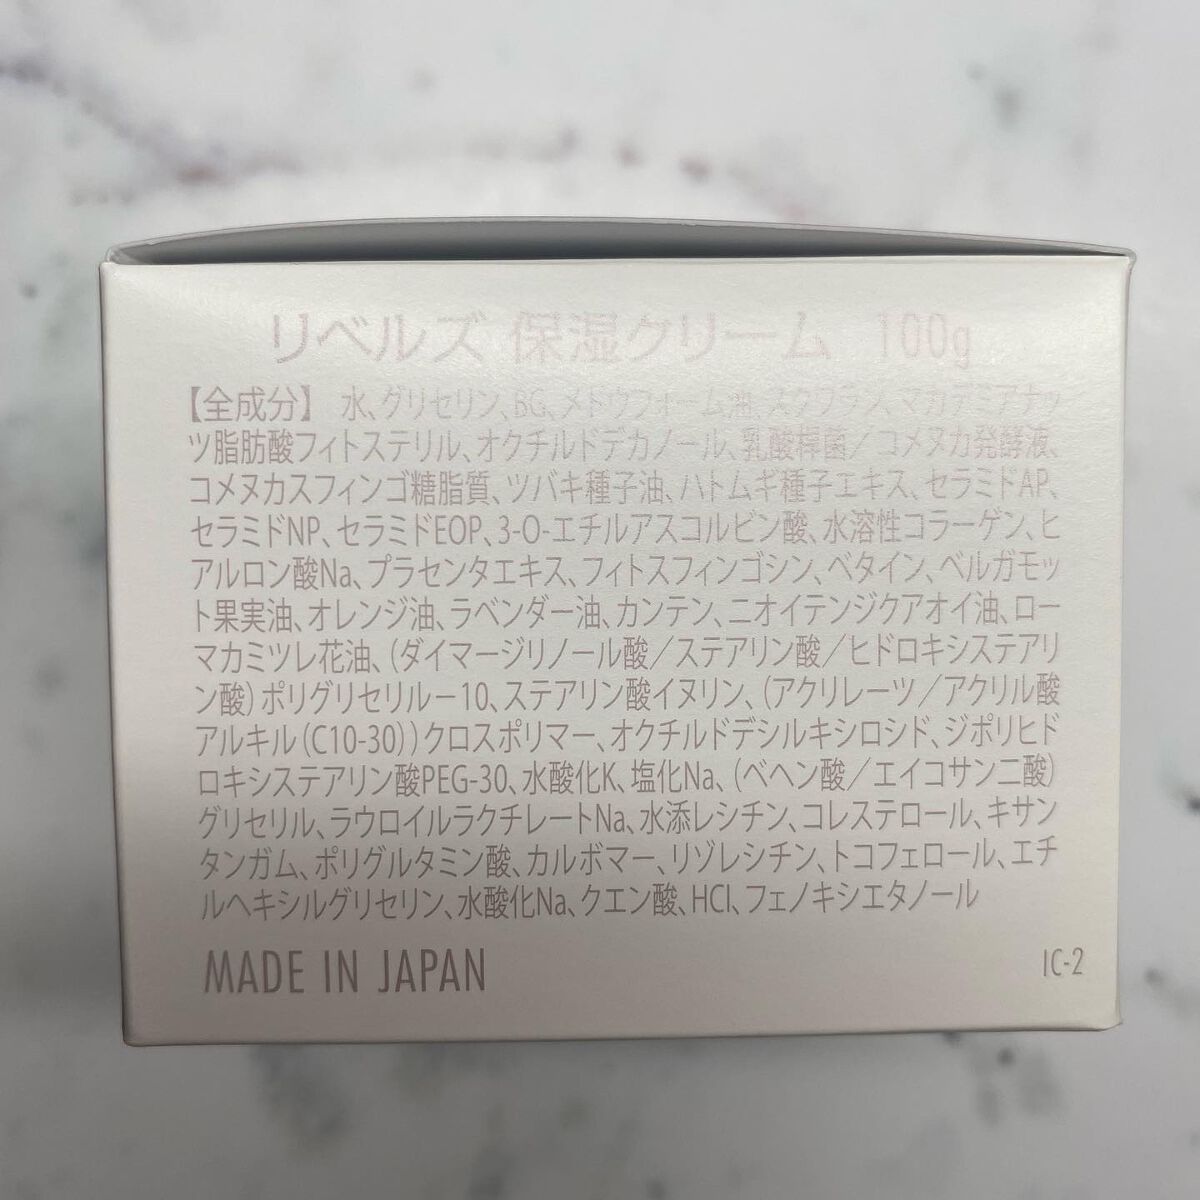 リベルズ 保湿クリーム 100g
【全成分】 水、グリセリン、BG、メドウフォーム油、スクワラン、マカデミアナッ
ツ脂肪酸フィトステリル、オクチルドデカノール、乳酸桿菌/コメヌカ発酵液、
コメヌカスフィンゴ糖脂質、ツバキ種子油、ハトムギ種子エキス、セラミドAP、
セラミドNP、セラミドEOP、3-O-エチルアスコルビン酸、水溶性コラーゲン、ヒ
アルロン酸Na、プラセンタエキス、フィトスフィンゴシン、ベタイン、ベルガモッ
ト果実油、オレンジ油、ラベンダー油、カンテン、ニオイテンジクアオイ油、ロー
マカミツレ花油、(ダイマージリノール酸/ステアリン酸/ヒドロキシステアリ
ン酸)ポリグリセリル-10、ステアリン酸イヌリン、(アクリレーツ/アクリル酸
アルキル(C10-30))クロスポリマー、オクチルドデシルキシロシド、ジポリヒド
ロキシステアリン酸PEG-30、水酸化K、塩化Na、(ベヘン酸/エイコサン二酸)
グリセリル、ラウロイルラクチレートNa、水添レシチン、コレステロール、キサン
タンガム、ポリグルタミン酸、カルボマー、リゾレシチン、トコフェロール、エチ
ルヘキシルグリセリン、水酸化Na、クエン酸、HCl、フェノキシエタノール
MADE IN JAPAN
IC-2